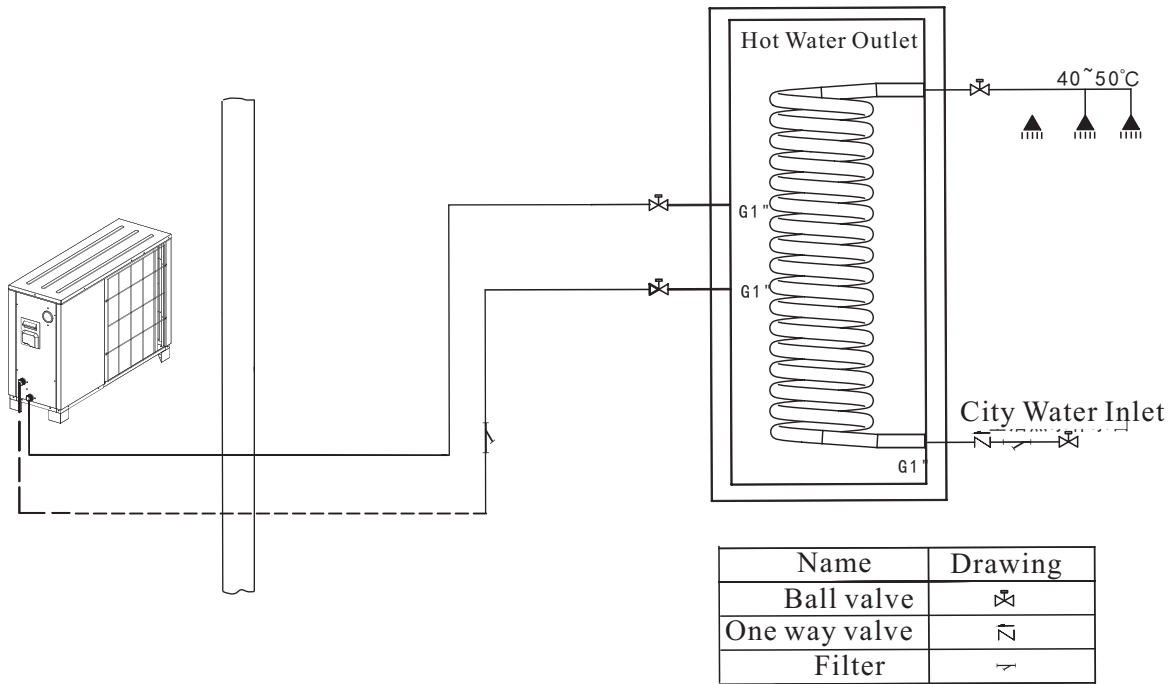 Hot Water Outlet
40~50℃
G1"
G1"
City Water Inlet
G1"
Name Drawing
Ball valve
One way valve
Filter